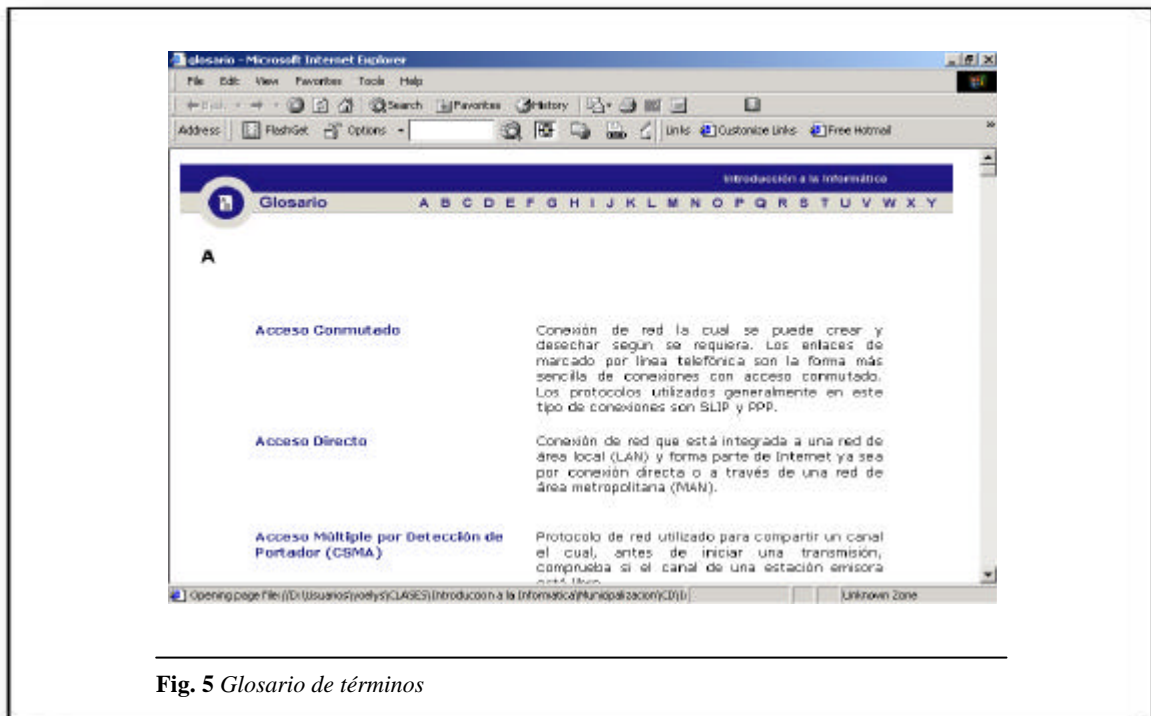 glosario - Microsoft Internet Explorer
File Edit View Favorites Tools Help
Search Favorites History
Address FlashGet Options Links Customize Links Free Hotmail
Introducción a la Informática
Glosario A B C D E F G H I J K L M N O P Q R S T U V W X Y
A
Acceso Conmutado
Conexión de red la cual se puede crear y
desechar según se requiera. Los enlaces de
marcado por línea telefónica son la forma más
sencilla de conexiones con acceso conmutado.
Los protocolos utilizados generalmente en este
tipo de conexiones son SLIP y PPP.
Acceso Directo
Conexión de red que está integrada a una red de
área local (LAN) y forma parte de Internet ya sea
por conexión directa o a través de una red de
área metropolitana (MAN).
Acceso Múltiple por Detección de
Portador (CSMA)
Protocolo de red utilizado para compartir un canal
el cual, antes de iniciar una transmisión,
comprueba si el canal de una estación emisora
Opening page Unknown Zone
Fig. 5 Glosario de términos